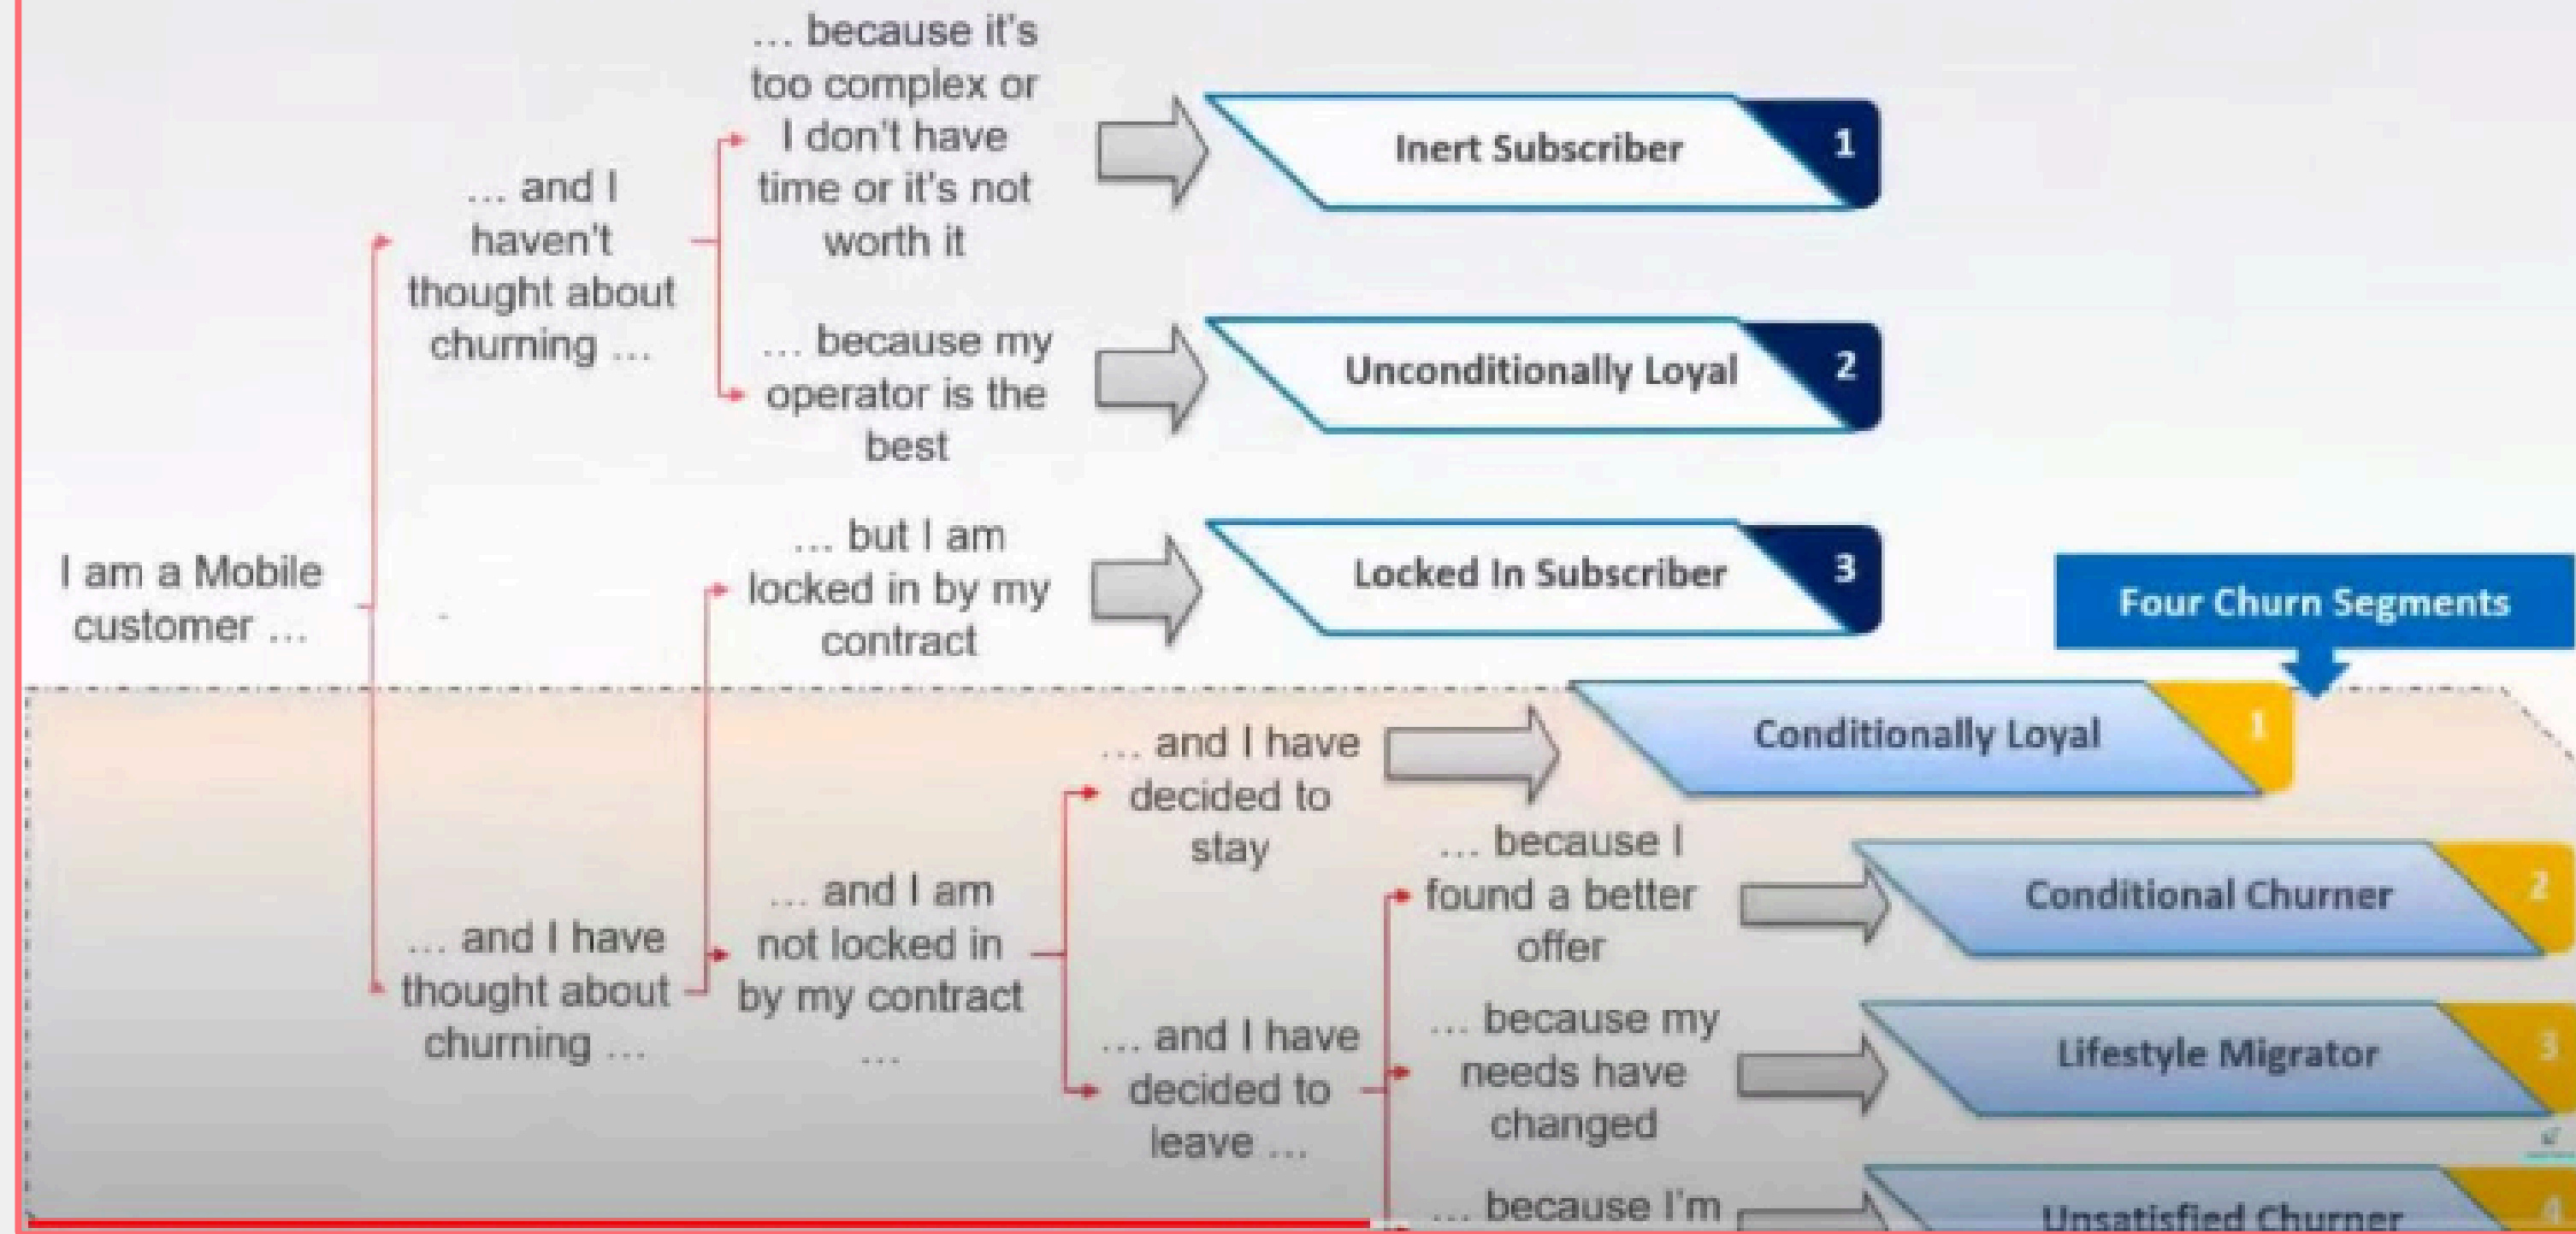 … because it's
too complex or
I don't have
time or it's not
worth it
Inert Subscriber
1
… and I
haven't
thought about
churning …
… because my
operator is the
best
Unconditionally Loyal
2
I am a Mobile
customer …
… but I am
locked in by my
contract
Locked In Subscriber
3
Four Churn Segments
… and I have
decided to
stay
Conditionally Loyal
1
… and I have
thought about
churning …
… and I am
not locked in
by my contract
…
… because I
found a better
offer
Conditional Churner
2
… and I have
decided to
leave …
… because my
needs have
changed
Lifestyle Migrator
3
… because I'm
Unsatisfied Churner
4